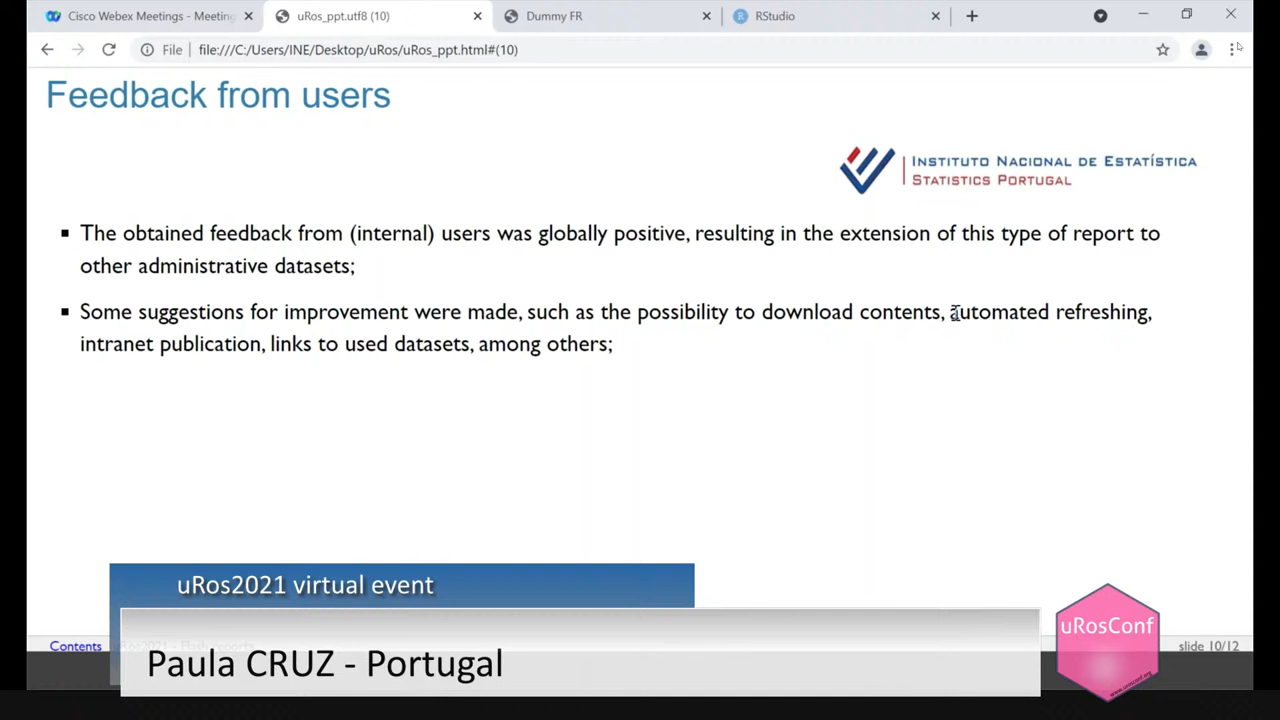 Cisco Webex Meetings - Meeting
uRos_ppt.utf8 (10)
Dummy FR
RStudio
File
file:///C:/Users/INE/Desktop/uRos/uRos_ppt.html#(10)
Feedback from users
INSTITUTO NACIONAL DE ESTATÍSTICA
STATISTICS PORTUGAL
▪ The obtained feedback from (internal) users was globally positive, resulting in the extension of this type of report to
other administrative datasets;
▪ Some suggestions for improvement were made, such as the possibility to download contents, automated refreshing,
intranet publication, links to used datasets, among others;
uRos2021 virtual event
uRosConf
Contents
slide 10/12
Paula CRUZ - Portugal
www.urosconf.org